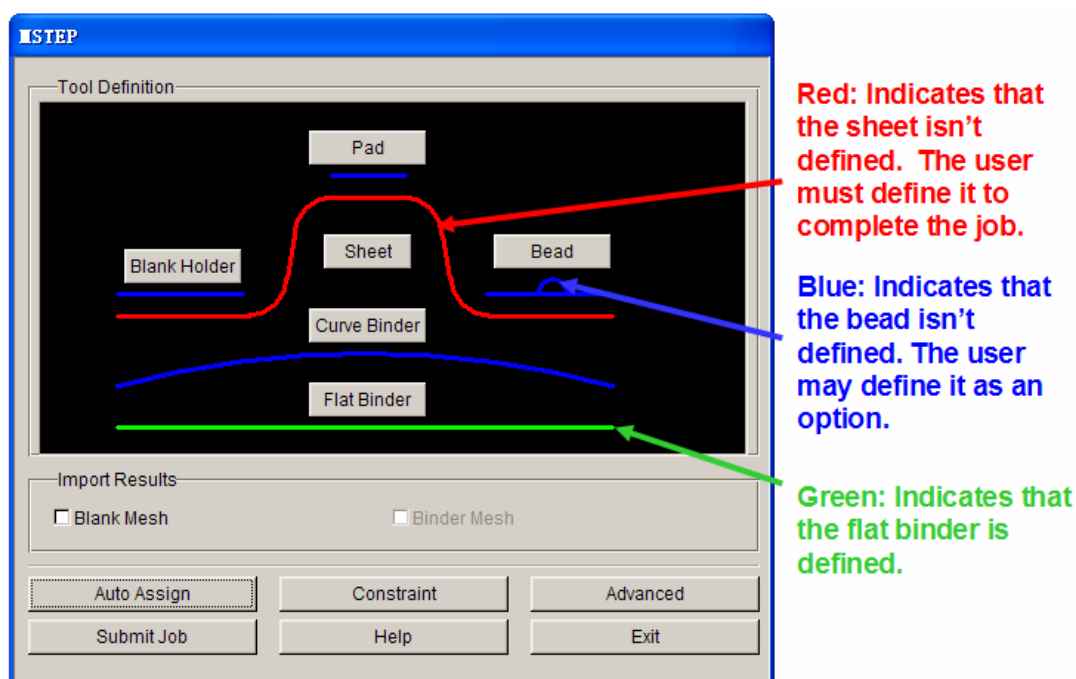 MSTEP
Tool Definition
Pad
Blank Holder
Sheet
Bead
Curve Binder
Flat Binder
Import Results
Blank Mesh
Binder Mesh
Auto Assign
Constraint
Advanced
Submit Job
Help
Exit
Red: Indicates that
the sheet isn't
defined.  The user
must define it to
complete the job.
Blue: Indicates that
the bead isn't
defined. The user
may define it as an
option.
Green: Indicates that
the flat binder is
defined.